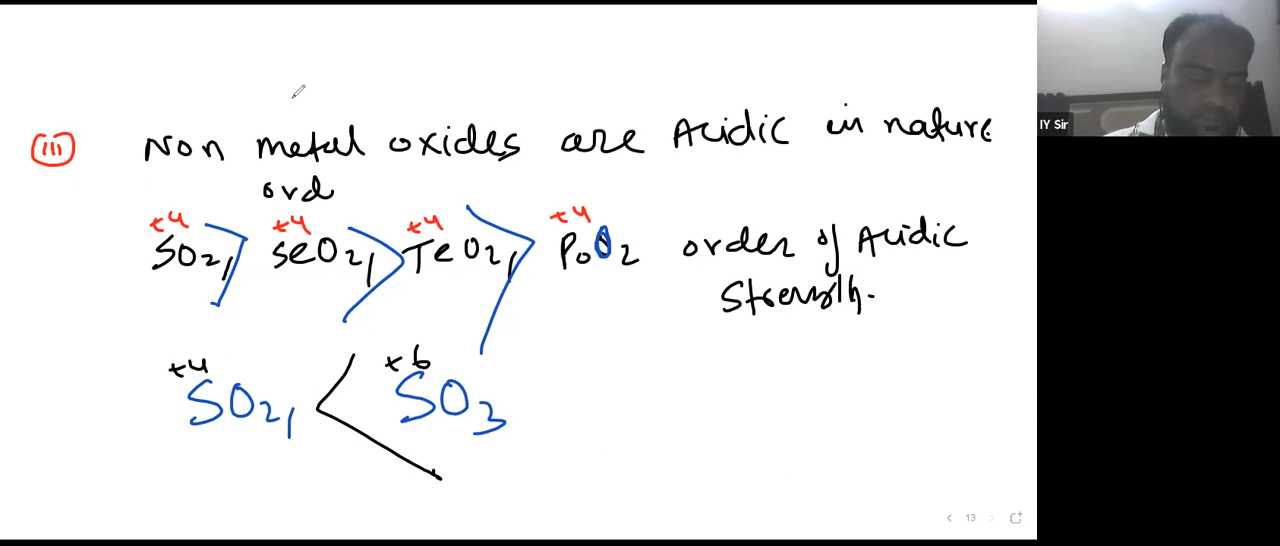 (iii) Non metal oxides are Acidic in nature
ord
+4 +4 +4 +4
SO2, > SeO2, > TeO2, > PoO2 order of Acidic
Strength.
+4 +6
SO2, < SO3
IY Sir
< 13 >